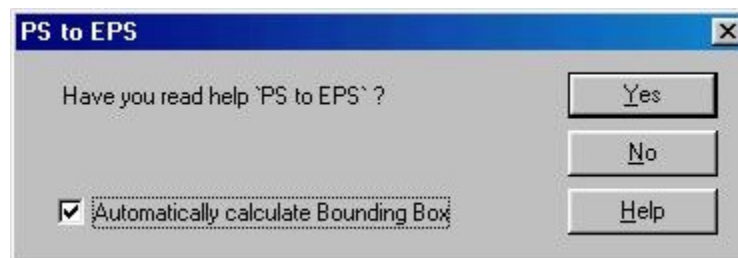 PS to EPS
Have you read help `PS to EPS` ?
Yes
No
Automatically calculate Bounding Box
Help